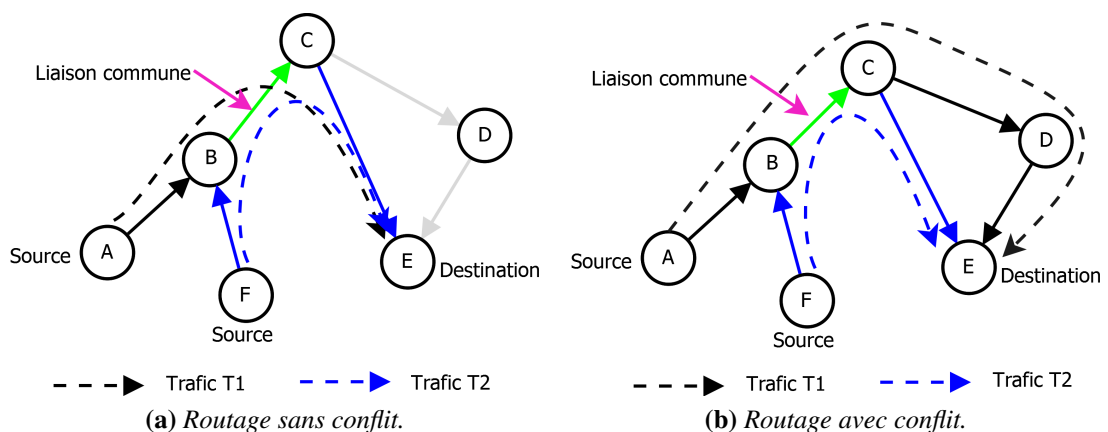 C
Liaison commune
D
B
A
Source
E
Destination
F
Source
Trafic T1
Trafic T2
(a) Routage sans conflit.
C
Liaison commune
D
B
A
Source
E
Destination
F
Source
Trafic T1
Trafic T2
(b) Routage avec conflit.